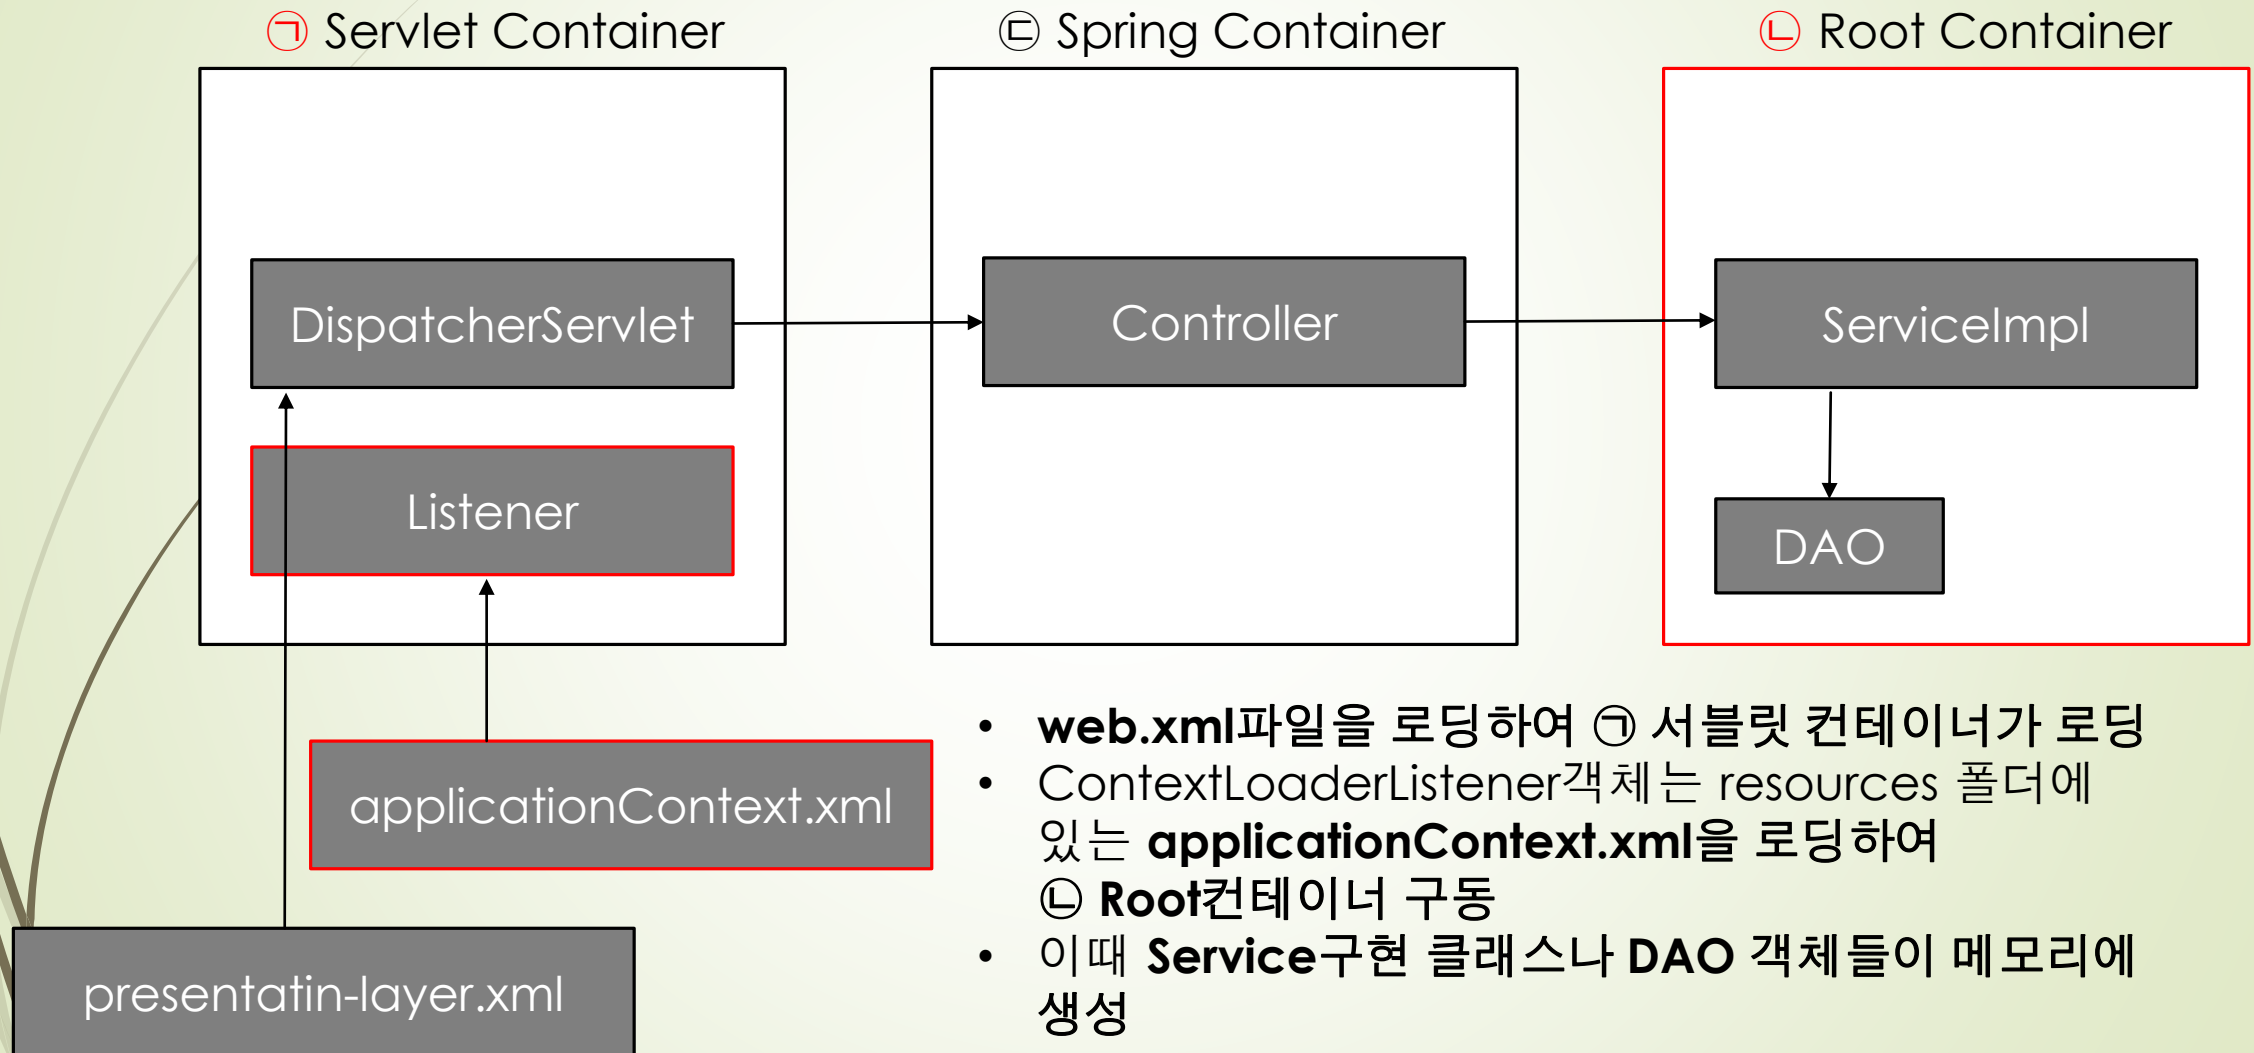 ㉠ Servlet Container
㉢ Spring Container
㉡ Root Container
DispatcherServlet
Controller
ServiceImpl
Listener
DAO
applicationContext.xml
presentatin-layer.xml
• web.xml파일을 로딩하여 ㉠ 서블릿 컨테이너가 로딩
• ContextLoaderListener객체는 resources 폴더에
있는 applicationContext.xml을 로딩하여
㉡ Root컨테이너 구동
• 이때 Service구현 클래스나 DAO 객체들이 메모리에
생성